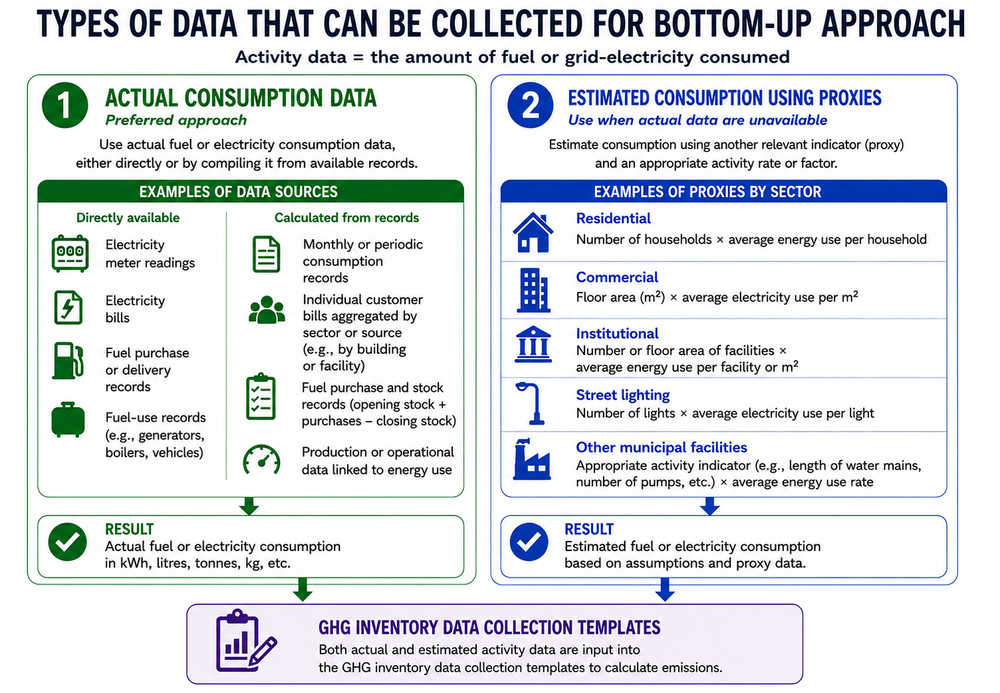 TYPES OF DATA THAT CAN BE COLLECTED FOR BOTTOM-UP APPROACH
Activity data = the amount of fuel or grid-electricity consumed
1
ACTUAL CONSUMPTION DATA
Preferred approach
Use actual fuel or electricity consumption data,
either directly or by compiling it from available records.
EXAMPLES OF DATA SOURCES
Directly available
000
Electricity
meter readings
Electricity
bills
Fuel purchase
or delivery
records
Fuel-use records
(e.g., generators,
boilers, vehicles)
Calculated from records
Monthly or periodic
consumption
records
Individual customer
bills aggregated by
sector or source
(e.g., by building
or facility)
Fuel purchase and stock
records (opening stock +
purchases – closing stock)
Production or operational
data linked to energy use
RESULT
Actual fuel or electricity consumption
in kWh, litres, tonnes, kg, etc.
2
ESTIMATED CONSUMPTION USING PROXIES
Use when actual data are unavailable
Estimate consumption using another relevant indicator (proxy)
and an appropriate activity rate or factor.
EXAMPLES OF PROXIES BY SECTOR
Residential
Number of households × average energy use per household
Commercial
Floor area (m²) × average electricity use per m²
Institutional
Number or floor area of facilities ×
average energy use per facility or m²
Street lighting
Number of lights × average electricity use per light
Other municipal facilities
Appropriate activity indicator (e.g., length of water mains,
number of pumps, etc.) × average energy use rate
RESULT
Estimated fuel or electricity consumption
based on assumptions and proxy data.
GHG INVENTORY DATA COLLECTION TEMPLATES
Both actual and estimated activity data are input into
the GHG inventory data collection templates to calculate emissions.